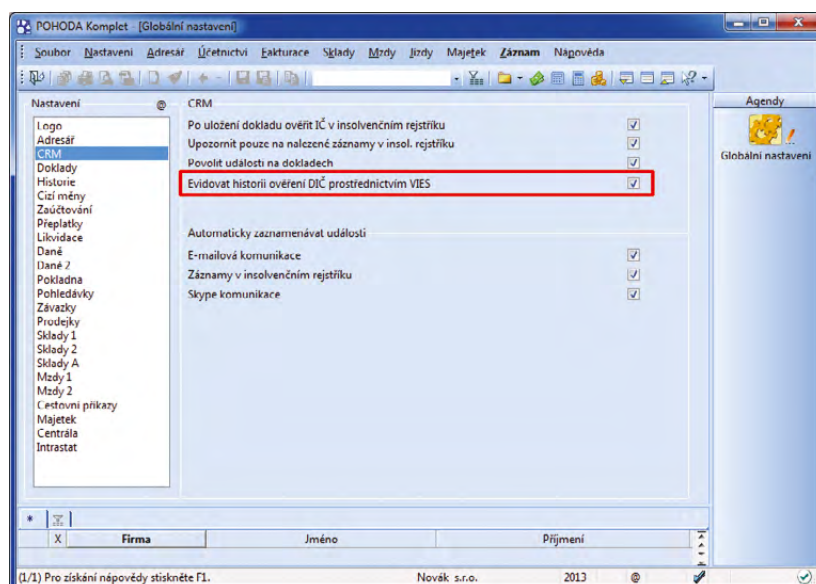 POHODA Komplet - [Globální nastavení]
Soubor Nastavení Adresář Účetnictví Fakturace Sklady Mzdy Jízdy Majetek Záznam Nápověda
Nastavení @
Logo
Adresář
CRM
Doklady
Historie
Cizí měny
Zaúčtování
Přeplatky
Likvidace
Daně
Daně 2
Pokladna
Pohledávky
Závazky
Prodejky
Sklady 1
Sklady 2
Sklady A
Mzdy 1
Mzdy 2
Cestovní příkazy
Majetek
Centrála
Intrastat
CRM
Po uložení dokladu ověřit IČ v insolvenčním rejstříku
Upozornit pouze na nalezené záznamy v insol. rejstříku
Povolit události na dokladech
Evidovat historii ověření DIČ prostřednictvím VIES
Automaticky zaznamenávat události
E-mailová komunikace
Záznamy v insolvenčním rejstříku
Skype komunikace
Agendy
Globální nastavení
X Firma Jméno Příjmení
(1/1) Pro získání nápovědy stiskněte F1. Novák s.r.o. 2013 @